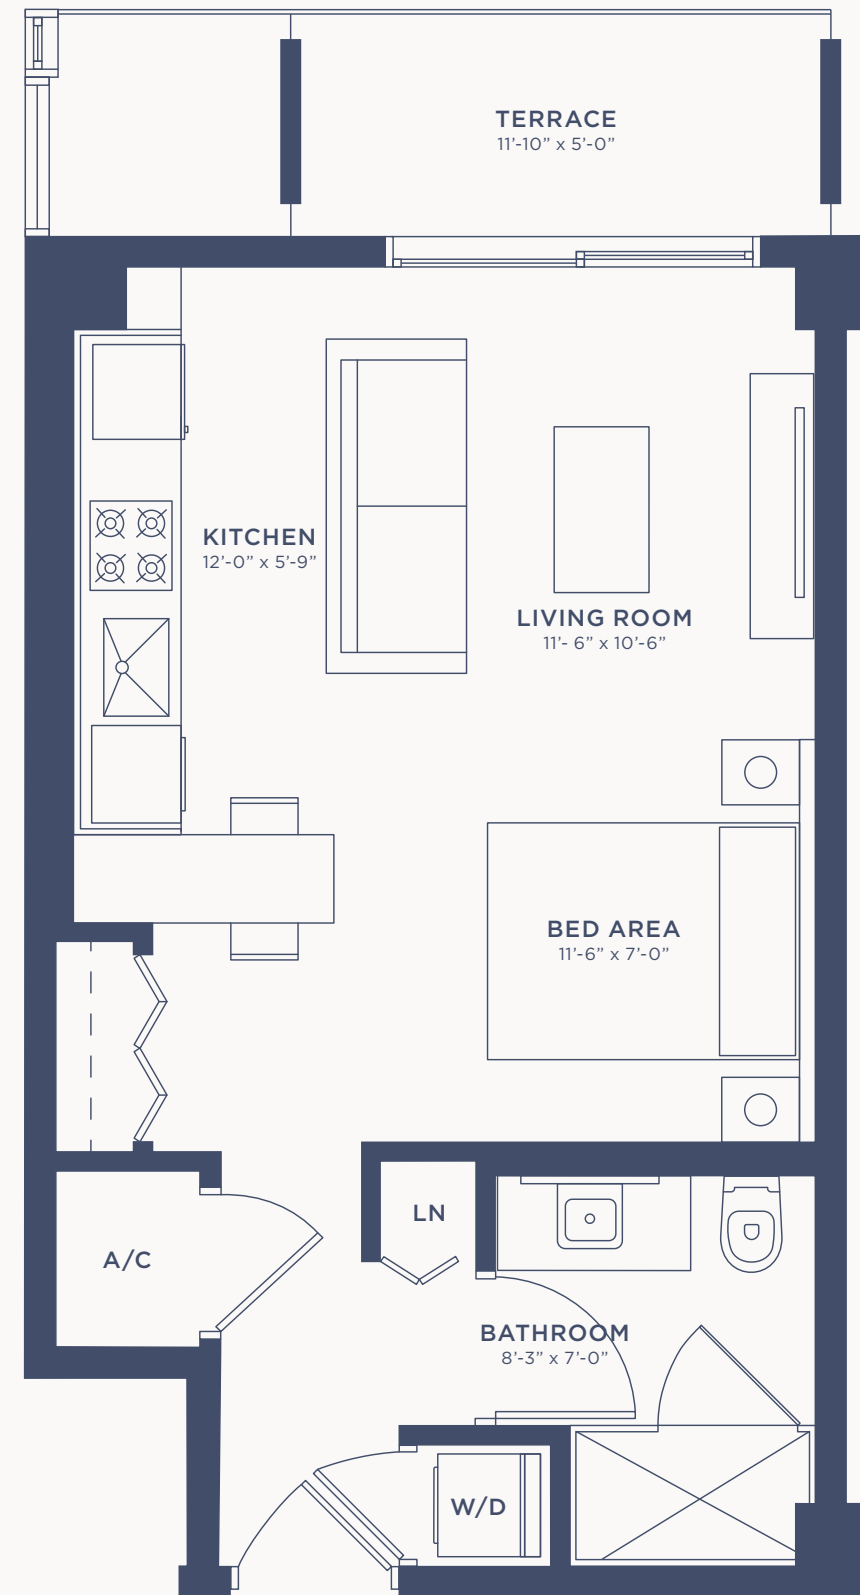 TERRACE
11’-10” x 5’-0”
KITCHEN
12’-0” x 5’-9”
LIVING ROOM
11’- 6” x 10’-6”
BED AREA
11’-6” x 7’-0”
LN
A/C
BATHROOM
8’-3” x 7’-0”
W/D